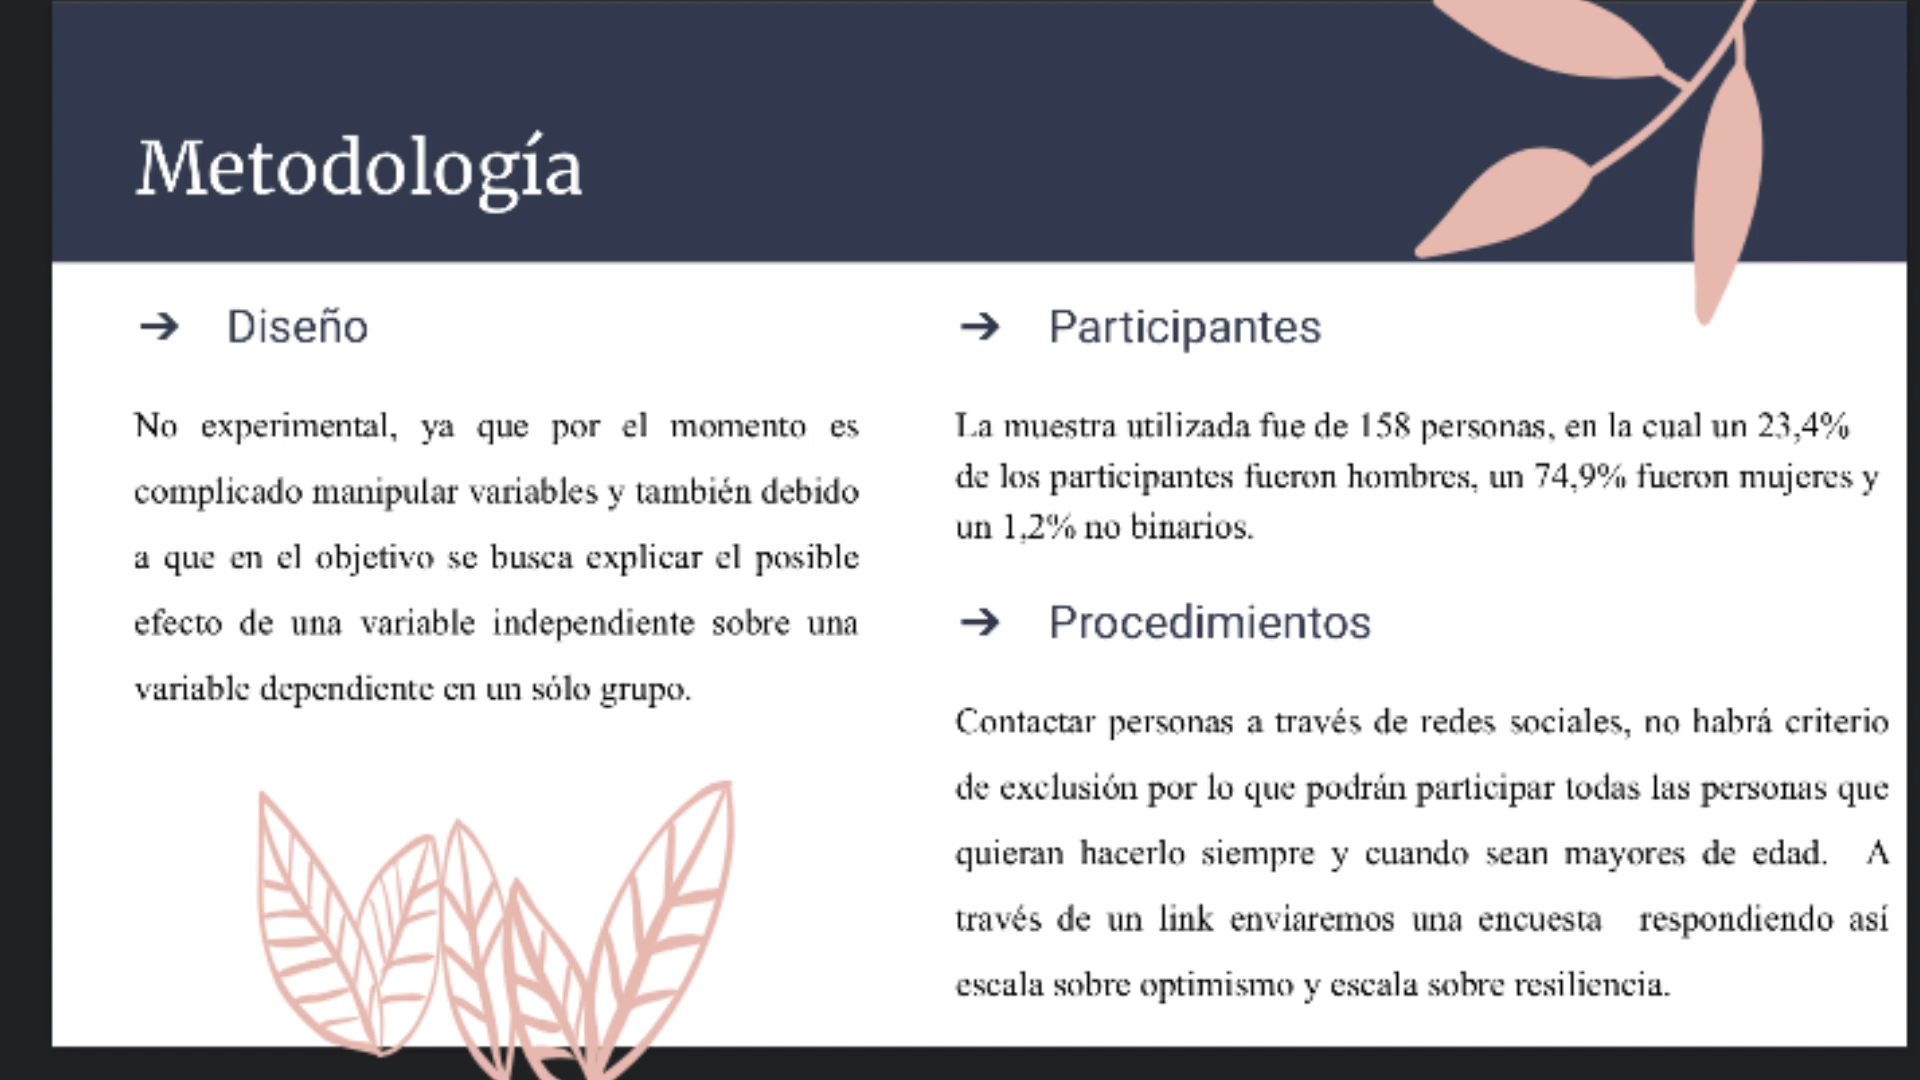 Metodología
➔ Diseño
No experimental, ya que por el momento es
complicado manipular variables y también debido
a que en el objetivo se busca explicar el posible
efecto de una variable independiente sobre una
variable dependiente en un sólo grupo.
➔ Participantes
La muestra utilizada fue de 158 personas, en la cual un 23,4%
de los participantes fueron hombres, un 74,9% fueron mujeres y
un 1,2% no binarios.
➔ Procedimientos
Contactar personas a través de redes sociales, no habrá criterio
de exclusión por lo que podrán participar todas las personas que
quieran hacerlo siempre y cuando sean mayores de edad. A
través de un link enviaremos una encuesta respondiendo así
escala sobre optimismo y escala sobre resiliencia.